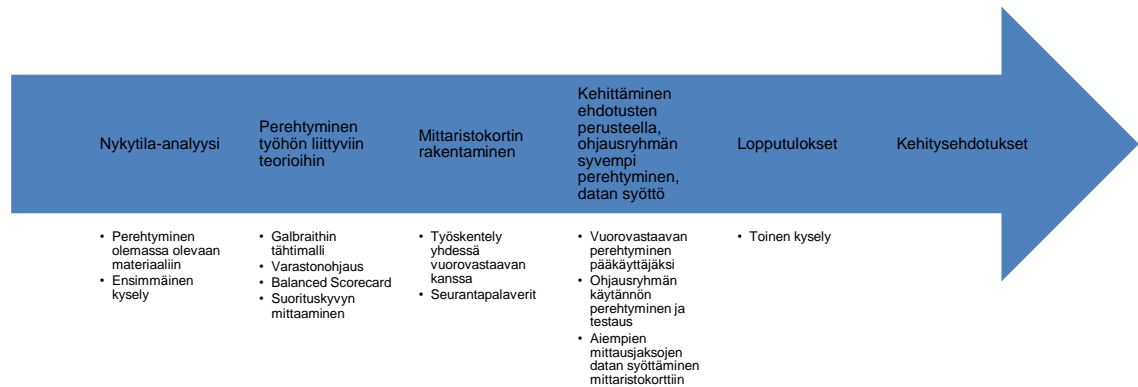 Nykytila-analyysi
Perehtyminen
työhön liittyviin
teorioihin
Mittaristokortin
rakentaminen
Kehittäminen
ehdotusten
perusteella,
ohjausryhmän
syvempi
perehtyminen,
datan syöttö
Lopputulokset
Kehitysehdotukset
• Perehtyminen
olemassa olevaan
materiaaliin
• Ensimmäinen
kysely
• Galbraithin
tähtimalli
• Varastonohjaus
• Balanced Scorecard
• Suorituskyvyn
mittaaminen
• Työskentely
yhdessä
vuorovastaavan
kanssa
• Seurantapalaverit
• Vuorovastaavan
perehtyminen
pääkäyttäjäksi
• Ohjausryhmän
käytännön
perehtyminen ja
testaus
• Aiempien
mittausjaksojen
datan syöttäminen
mittaristokorttiin
• Toinen kysely